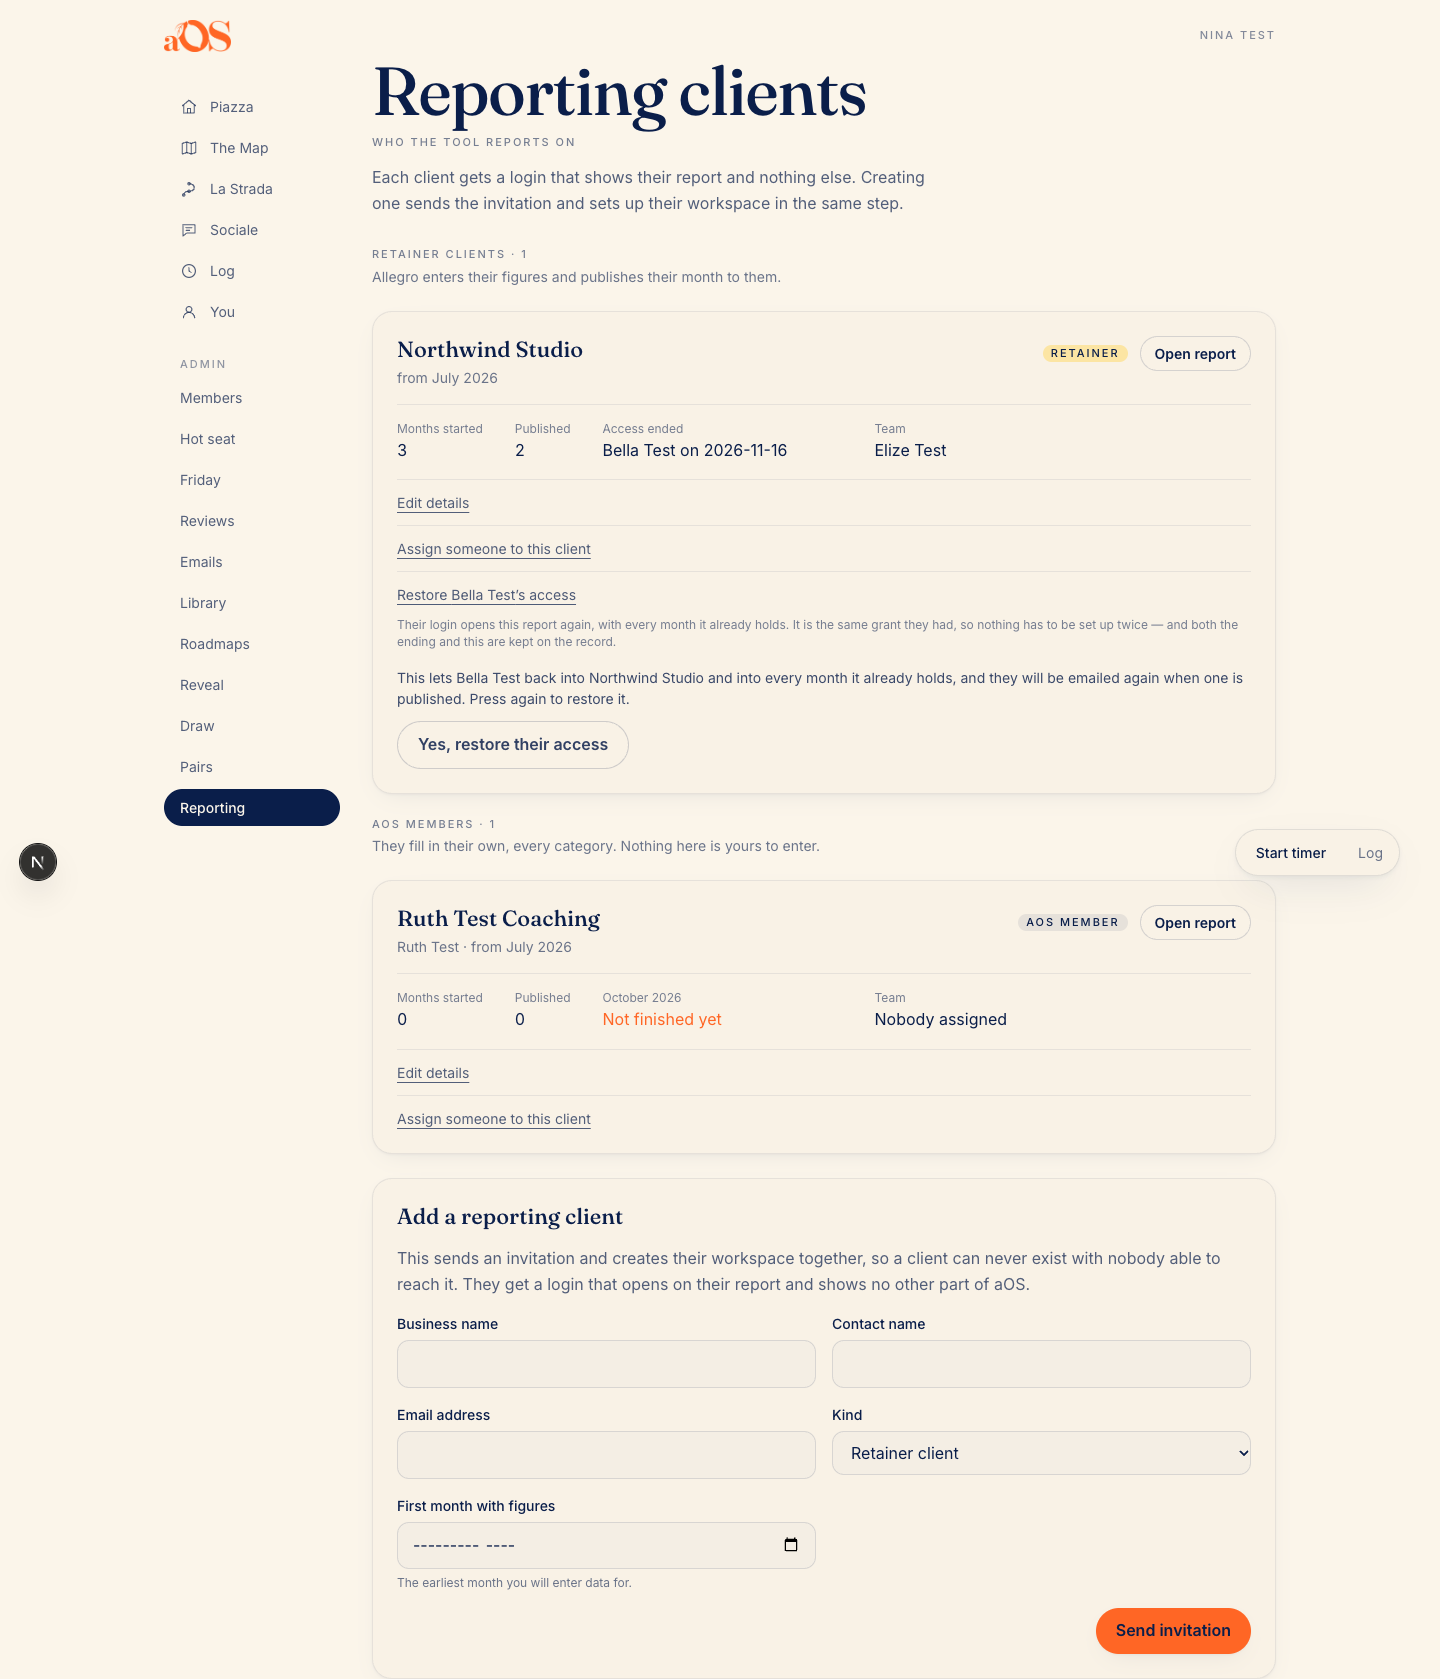 aOS
NINA TEST
Piazza
The Map
La Strada
Sociale
Log
You
ADMIN
Members
Hot seat
Friday
Reviews
Emails
Library
Roadmaps
Reveal
Draw
Pairs
Reporting
N
Reporting clients
WHO THE TOOL REPORTS ON
Each client gets a login that shows their report and nothing else. Creating
one sends the invitation and sets up their workspace in the same step.
RETAINER CLIENTS · 1
Allegro enters their figures and publishes their month to them.
Northwind Studio
RETAINER
Open report
from July 2026
Months started
Published
Access ended
Team
3
2
Bella Test on 2026-11-16
Elize Test
Edit details
Assign someone to this client
Restore Bella Test’s access
Their login opens this report again, with every month it already holds. It is the same grant they had, so nothing has to be set up twice — and both the
ending and this are kept on the record.
This lets Bella Test back into Northwind Studio and into every month it already holds, and they will be emailed again when one is
published. Press again to restore it.
Yes, restore their access
AOS MEMBERS · 1
They fill in their own, every category. Nothing here is yours to enter.
Start timer
Log
Ruth Test Coaching
AOS MEMBER
Open report
Ruth Test · from July 2026
Months started
Published
October 2026
Team
0
0
Not finished yet
Nobody assigned
Edit details
Assign someone to this client
Add a reporting client
This sends an invitation and creates their workspace together, so a client can never exist with nobody able to
reach it. They get a login that opens on their report and shows no other part of aOS.
Business name
Contact name
Email address
Kind
Retainer client
First month with figures
--------- ----
The earliest month you will enter data for.
Send invitation